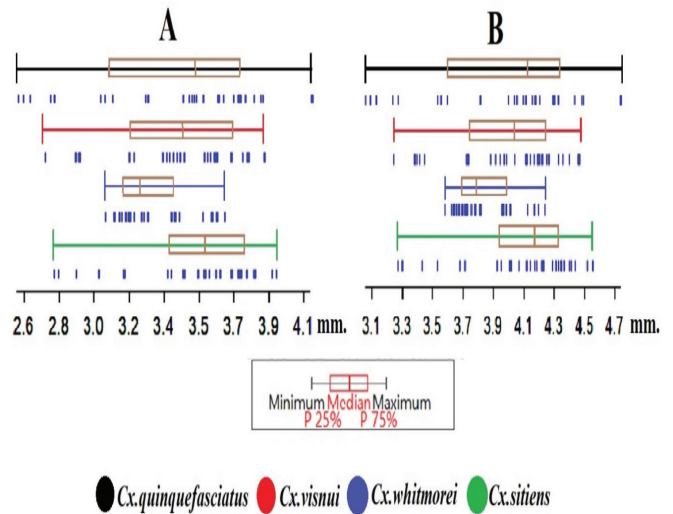 A
B
2.6 2.8 3.0 3.2 3.4 3.5 3.7 3.9 4.1 mm.
3.1 3.3 3.5 3.7 3.9 4.1 4.3 4.5 4.7 mm.
Minimum Median Maximum
P 25% P 75%
Cx.quinquefasciatus Cx.visnui Cx.whitmorei Cx.sitiens